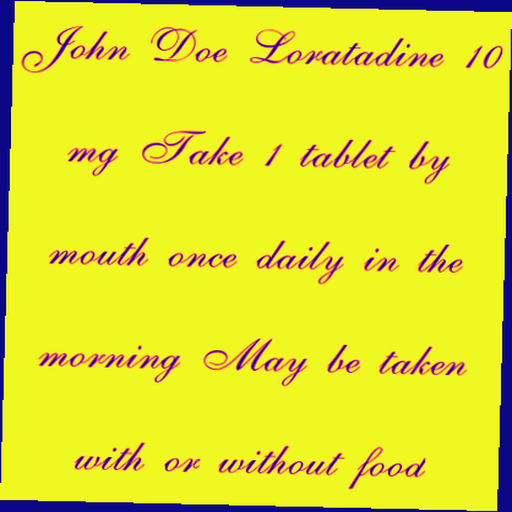 John Doe Loratadine 10
mg Take 1 tablet by
mouth once daily in the
morning May be taken
with or without food